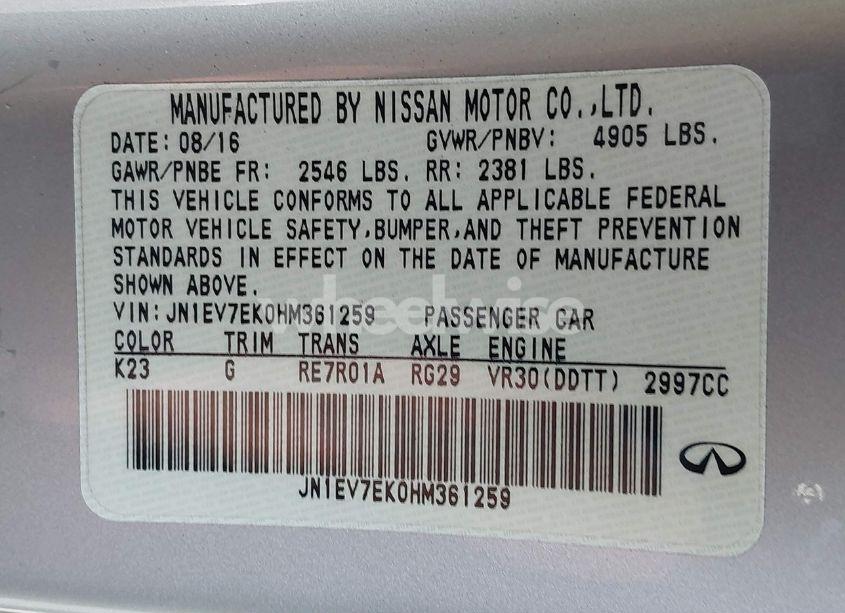 MANUFACTURED BY NISSAN MOTOR CO.,LTD.
DATE: 08/16 GVWR/PNBV: 4905 LBS.
GAWR/PNBE FR: 2546 LBS. RR: 2381 LBS.
THIS VEHICLE CONFORMS TO ALL APPLICABLE FEDERAL
MOTOR VEHICLE SAFETY,BUMPER,AND THEFT PREVENTION
STANDARDS IN EFFECT ON THE DATE OF MANUFACTURE
SHOWN ABOVE.
wheelwise
VIN: JN1EV7EK0HM361259 PASSENGER CAR
COLOR TRIM TRANS AXLE ENGINE
K23 G RE7R01A RG29 VR30(DDTT) 2997CC
JN1EV7EK0HM361259